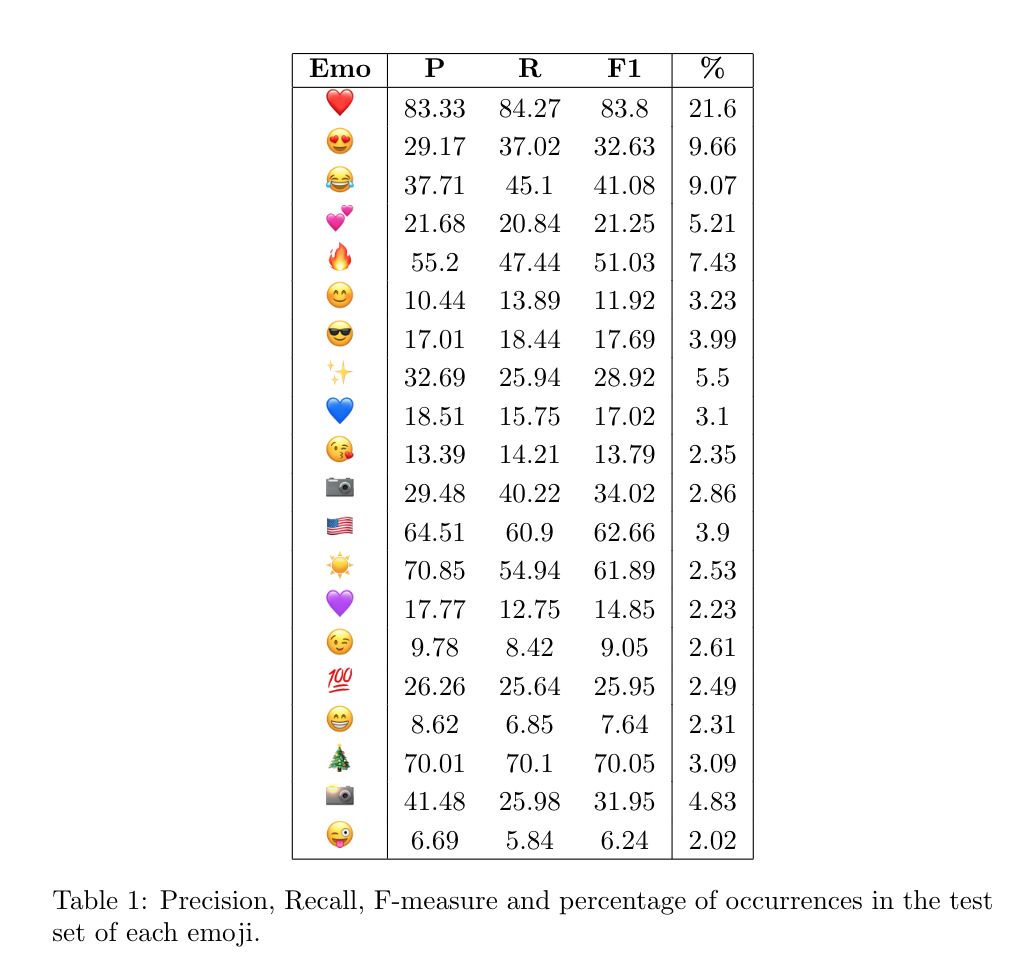 Emo P R F1 %
❤️ 83.33 84.27 83.8 21.6
😍 29.17 37.02 32.63 9.66
😂 37.71 45.1 41.08 9.07
💕 21.68 20.84 21.25 5.21
🔥 55.2 47.44 51.03 7.43
😊 10.44 13.89 11.92 3.23
😎 17.01 18.44 17.69 3.99
✨ 32.69 25.94 28.92 5.5
💙 18.51 15.75 17.02 3.1
😘 13.39 14.21 13.79 2.35
📷 29.48 40.22 34.02 2.86
🇺🇸 64.51 60.9 62.66 3.9
☀️ 70.85 54.94 61.89 2.53
💜 17.77 12.75 14.85 2.23
😉 9.78 8.42 9.05 2.61
💯 26.26 25.64 25.95 2.49
😁 8.62 6.85 7.64 2.31
🎄 70.01 70.1 70.05 3.09
📸 41.48 25.98 31.95 4.83
😜 6.69 5.84 6.24 2.02
Table 1: Precision, Recall, F-measure and percentage of occurrences in the test
set of each emoji.